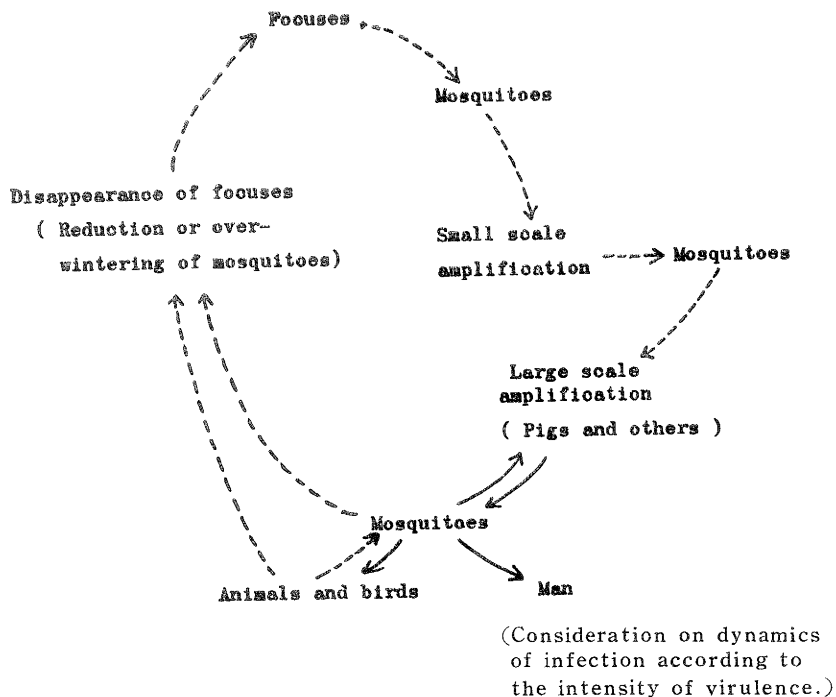 Focuses
Mosquitoes
Disappearance of focuses
( Reduction or over-
wintering of mosquitoes)
Small scale
amplification
Mosquitoes
Large scale
amplification
( Pigs and others )
Mosquitoes
Animals and birds
Man
(Consideration on dynamics
of infection according to
the intensity of virulence.)